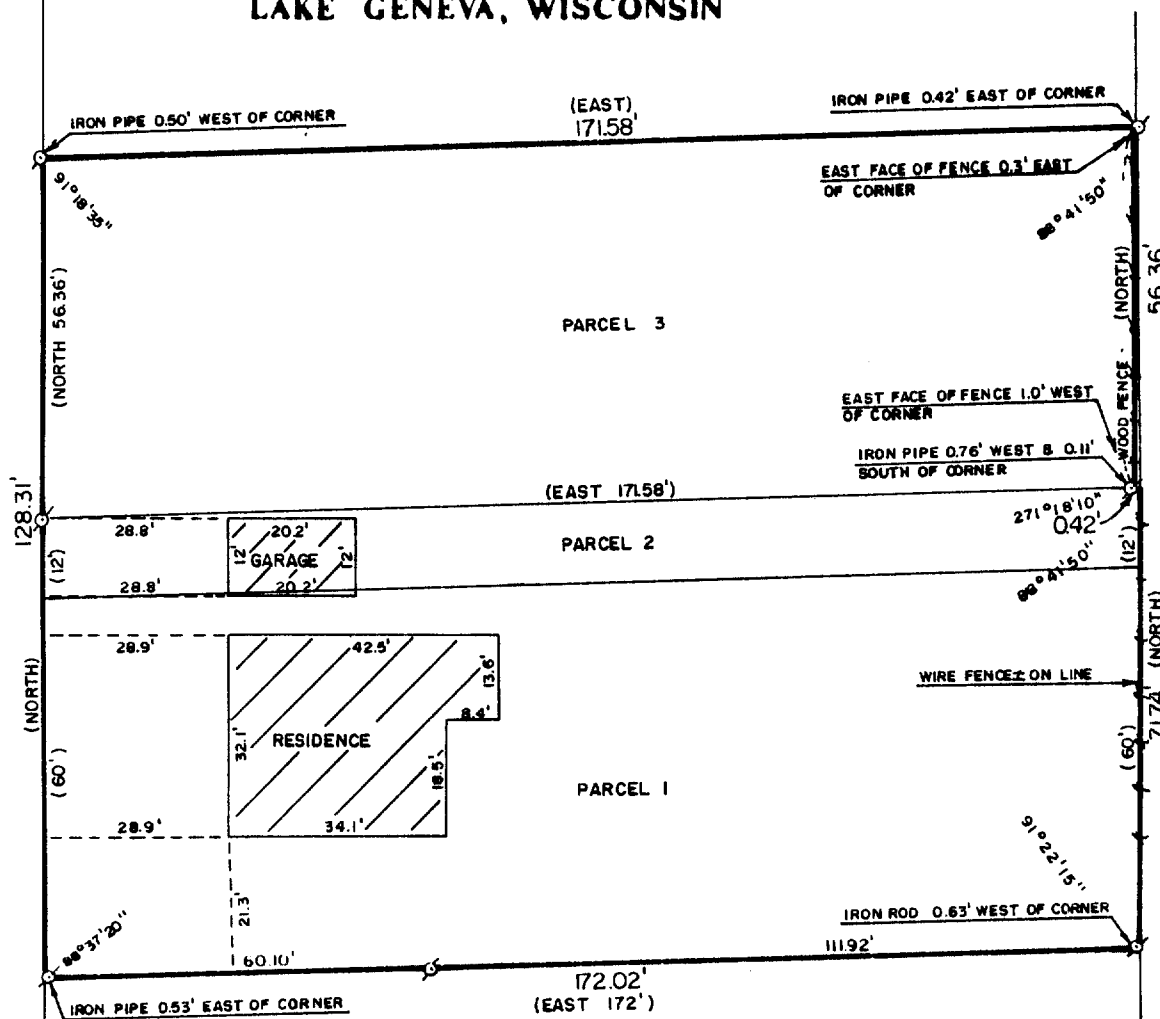 LAKE GENEVA, WISCONSIN
IRON PIPE 0.50' WEST OF CORNER
(EAST)
171.58'
IRON PIPE 0.42' EAST OF CORNER
EAST FACE OF FENCE 0.3' EAST
OF CORNER
91°18'35"
88°41'50"
(NORTH 56.36')
(NORTH)
56.36'
PARCEL 3
WOOD FENCE
EAST FACE OF FENCE 1.0' WEST
OF CORNER
IRON PIPE 0.76' WEST & 0.11'
SOUTH OF CORNER
128.31'
(EAST 171.58')
271°18'10"
0.42'
28.8'
20.2'
(12')
12'
GARAGE
12'
PARCEL 2
(12')
28.8'
20.2'
88°41'50"
28.9'
42.5'
13.6'
(NORTH)
(NORTH)
WIRE FENCE± ON LINE
8.4'
71.74'
32.1'
RESIDENCE
18.5'
(60')
(60')
PARCEL 1
28.9'
34.1'
91°22'15"
21.3'
88°37'20"
IRON ROD 0.63' WEST OF CORNER
60.10'
111.92'
172.02'
(EAST 172')
IRON PIPE 0.53' EAST OF CORNER